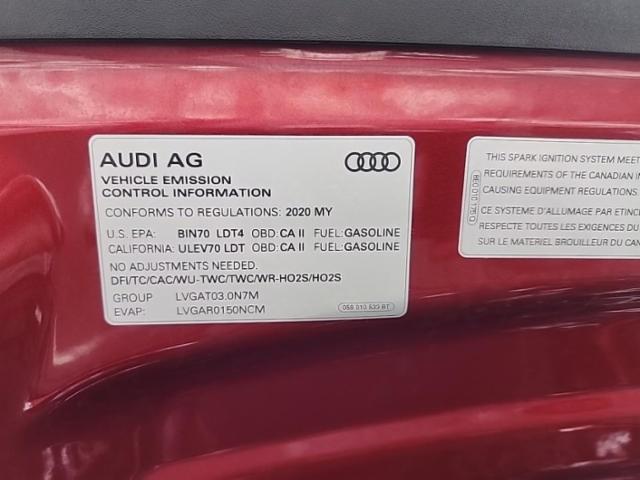 AUDI AG
VEHICLE EMISSION
CONTROL INFORMATION
CONFORMS TO REGULATIONS: 2020 MY
U.S. EPA: BIN70 LDT4 OBD: CA II FUEL: GASOLINE
CALIFORNIA: ULEV70 LDT OBD: CA II FUEL: GASOLINE
NO ADJUSTMENTS NEEDED.
DFI/TC/CAC/WU-TWC/TWC/WR-HO2S/HO2S
GROUP LVGAT03.0N7M
EVAP: LVGAR0150NCM
THIS SPARK IGNITION SYSTEM MEET
REQUIREMENTS OF THE CANADIAN IN
CAUSING EQUIPMENT REGULATIONS.
CE SYSTEME D'ALLUMAGE PAR ETINCE
RESPECTE TOUTES LES EXIGENCES DU
SUR LE MATERIEL BROUILLEUR DU CAN